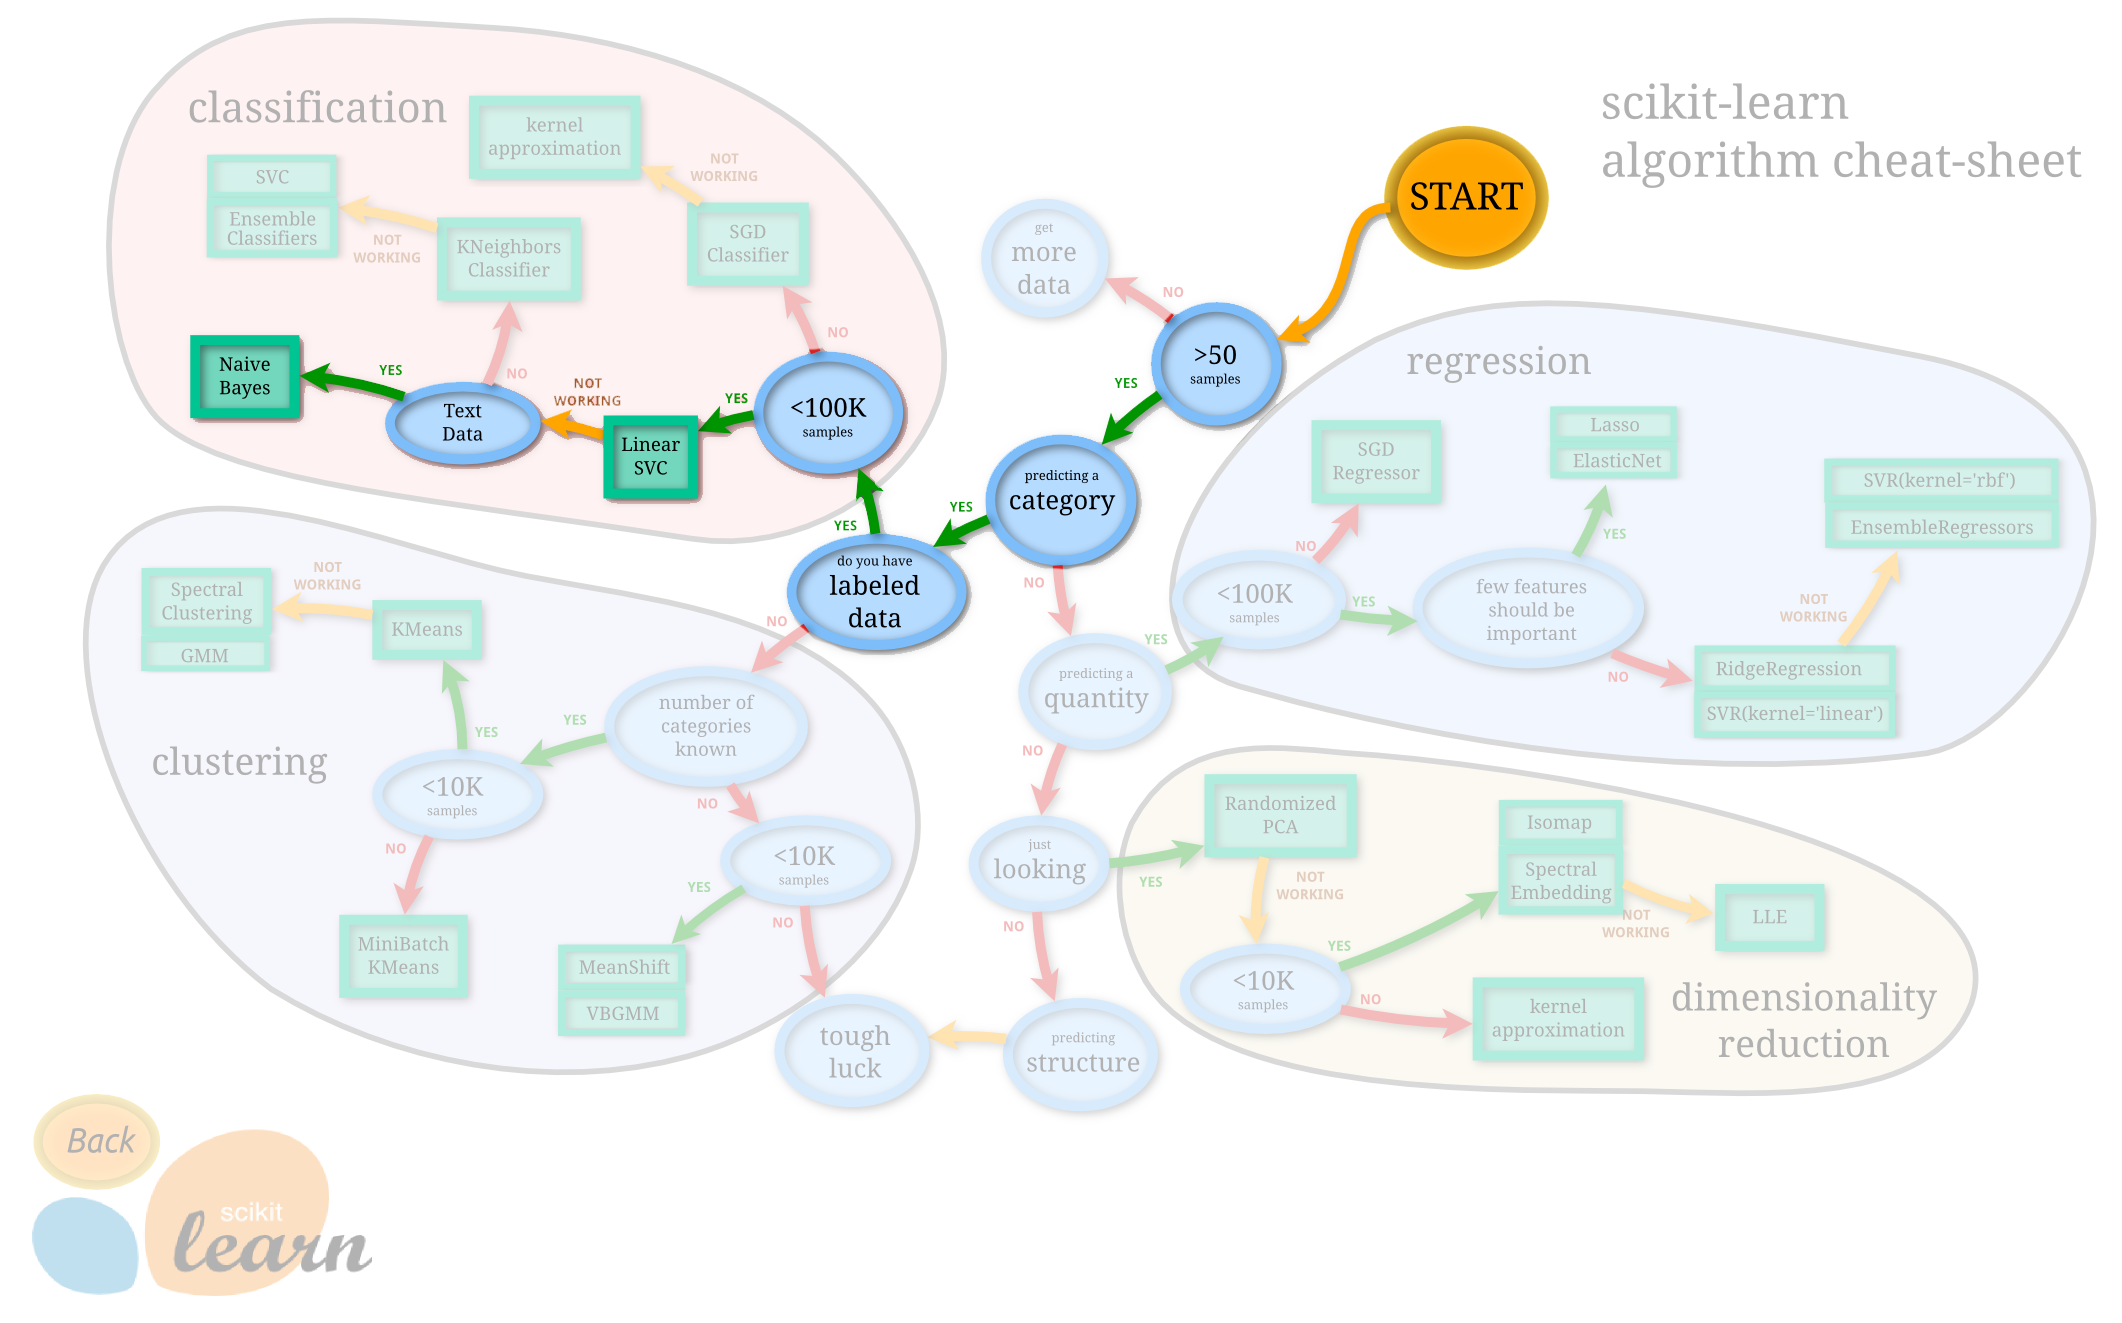 scikit-learn
algorithm cheat-sheet
START
classification
kernel
approximation
NOT
WORKING
SVC
Ensemble
Classifiers
NOT
WORKING
KNeighbors
Classifier
SGD
Classifier
NO
NO
Naive
Bayes
YES
Text
Data
NOT
WORKING
Linear
SVC
YES
<100K
samples
YES
get
more
data
NO
>50
samples
YES
predicting a
category
YES
do you have
labeled
data
NO
NO
regression
SGD
Regressor
Lasso
ElasticNet
SVR(kernel='rbf')
EnsembleRegressors
NO
YES
<100K
samples
YES
few features
should be
important
NOT
WORKING
NO
RidgeRegression
SVR(kernel='linear')
YES
predicting a
quantity
NO
clustering
Spectral
Clustering
GMM
NOT
WORKING
KMeans
number of
categories
known
YES
YES
<10K
samples
NO
NO
<10K
samples
YES
NO
MiniBatch
KMeans
MeanShift
VBGMM
tough
luck
just
looking
YES
NO
predicting
structure
Randomized
PCA
NOT
WORKING
Isomap
Spectral
Embedding
NOT
WORKING
LLE
YES
<10K
samples
NO
kernel
approximation
dimensionality
reduction
Back
scikit
learn